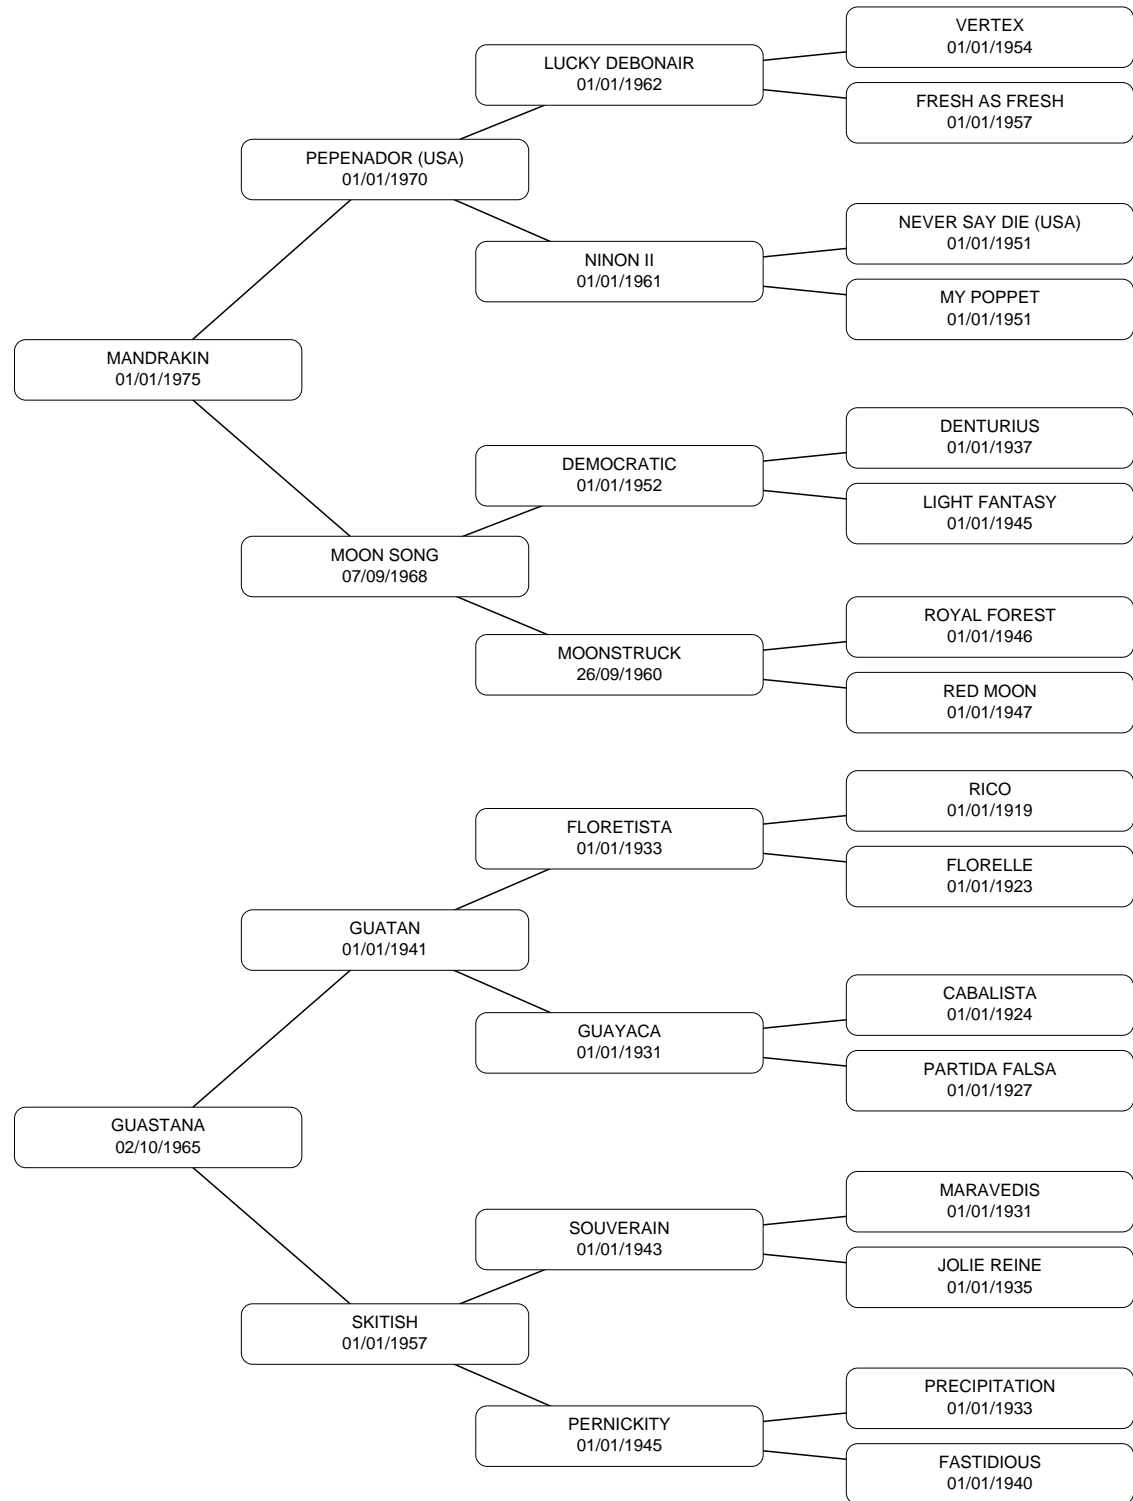 VERTEX
01/01/1954
LUCKY DEBONAIR
01/01/1962
FRESH AS FRESH
01/01/1957
PEPENADOR (USA)
01/01/1970
NEVER SAY DIE (USA)
01/01/1951
NINON II
01/01/1961
MY POPPET
01/01/1951
MANDRAKIN
01/01/1975
DENTURIUS
01/01/1937
DEMOCRATIC
01/01/1952
LIGHT FANTASY
01/01/1945
MOON SONG
07/09/1968
ROYAL FOREST
01/01/1946
MOONSTRUCK
26/09/1960
RED MOON
01/01/1947
RICO
01/01/1919
FLORETISTA
01/01/1933
FLORELLE
01/01/1923
GUATAN
01/01/1941
CABALISTA
01/01/1924
GUAYACA
01/01/1931
PARTIDA FALSA
01/01/1927
GUASTANA
02/10/1965
MARAVEDIS
01/01/1931
SOUVERAIN
01/01/1943
JOLIE REINE
01/01/1935
SKITISH
01/01/1957
PRECIPITATION
01/01/1933
PERNICKITY
01/01/1945
FASTIDIOUS
01/01/1940